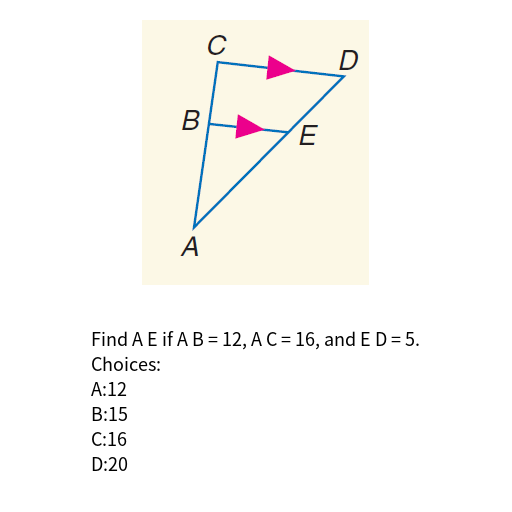 C
D
B
E
A
Find A E if A B = 12, A C = 16, and E D = 5.
Choices:
A:12
B:15
C:16
D:20